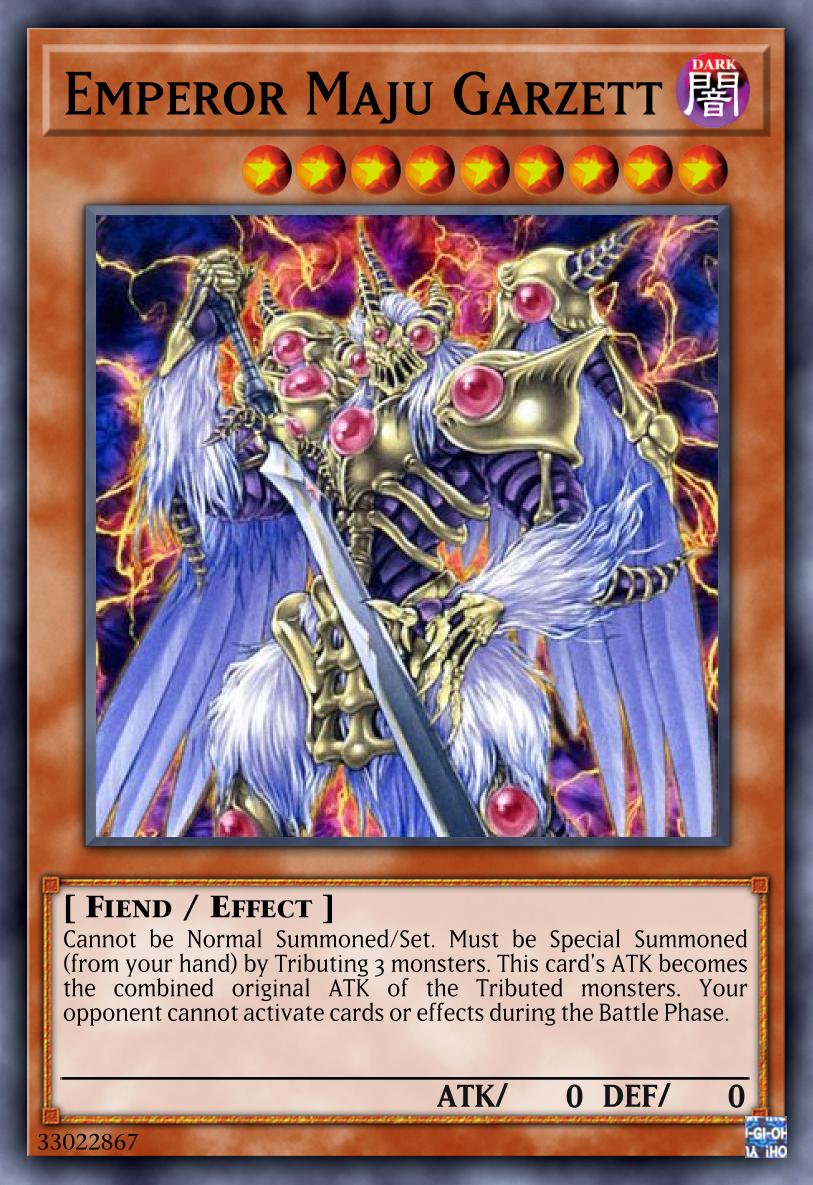 Emperor Maju Garzett
DARK
闇
[ Fiend / Effect ]
Cannot be Normal Summoned/Set. Must be Special Summoned
(from your hand) by Tributing 3 monsters. This card's ATK becomes
the combined original ATK of the Tributed monsters. Your
opponent cannot activate cards or effects during the Battle Phase.
ATK/ 0 DEF/ 0
33022867